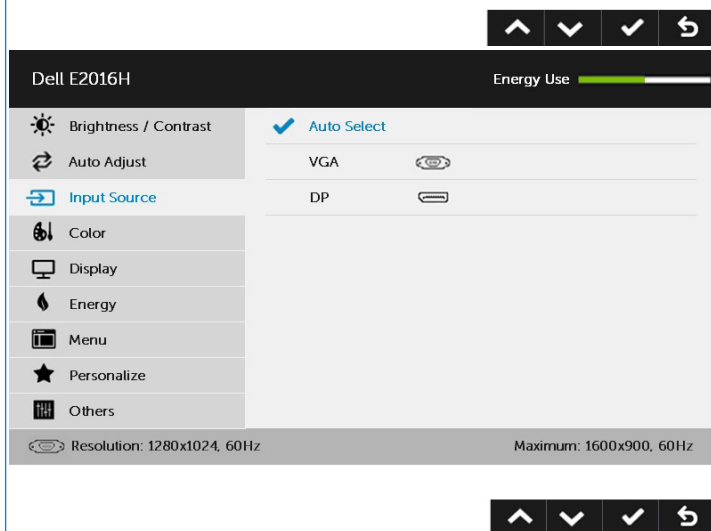 Dell E2016H Energy Use
Brightness / Contrast Auto Select
Auto Adjust VGA
Input Source DP
Color
Display
Energy
Menu
Personalize
Others
Resolution: 1280x1024, 60Hz Maximum: 1600x900, 60Hz